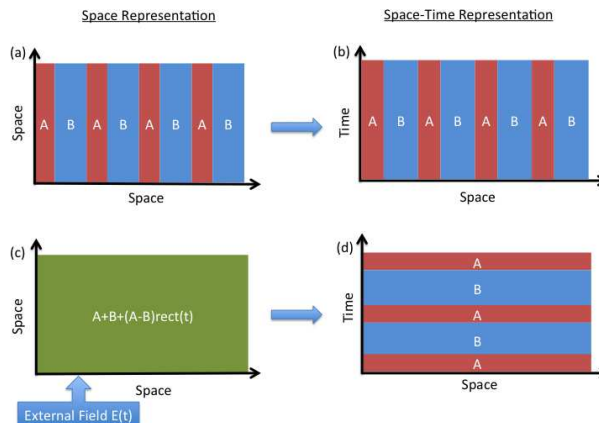 Space Representation
Space-Time Representation
(a)
Space
A B A B A B A B
Space
(b)
Time
A B A B A B A B
Space
(c)
Space
A+B+(A-B)rect(t)
Space
External Field E(t)
(d)
Time
A
B
A
B
A
Space